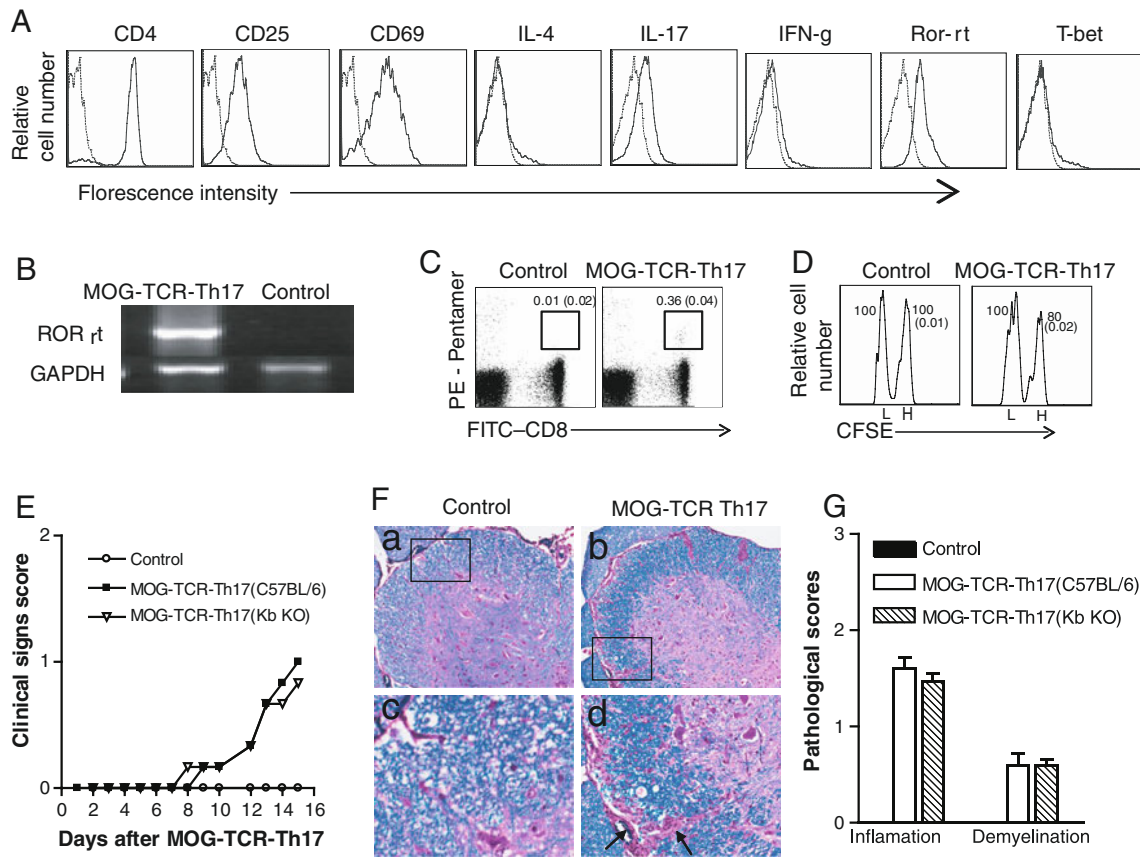 A
CD4 CD25 CD69 IL-4 IL-17 IFN-g Ror-rt T-bet
Relative
cell number
Florescence intensity
B
MOG-TCR-Th17 Control
ROR rt
GAPDH
C
Control MOG-TCR-Th17
0.01 (0.02) 0.36 (0.04)
PE - Pentamer
FITC–CD8
D
Control MOG-TCR-Th17
100 100
(0.01)
100 80
(0.02)
Relative cell
number
L H L H
CFSE
E
2
1
0
Clinical signs score
Control
MOG-TCR-Th17(C57BL/6)
MOG-TCR-Th17(Kb KO)
0 2 4 6 8 10 12 14 16
Days after MOG-TCR-Th17
F
Control MOG-TCR Th17
a b
c d
G
3
2
1
0
Pathological scores
Control
MOG-TCR-Th17(C57BL/6)
MOG-TCR-Th17(Kb KO)
Inflamation Demyelination